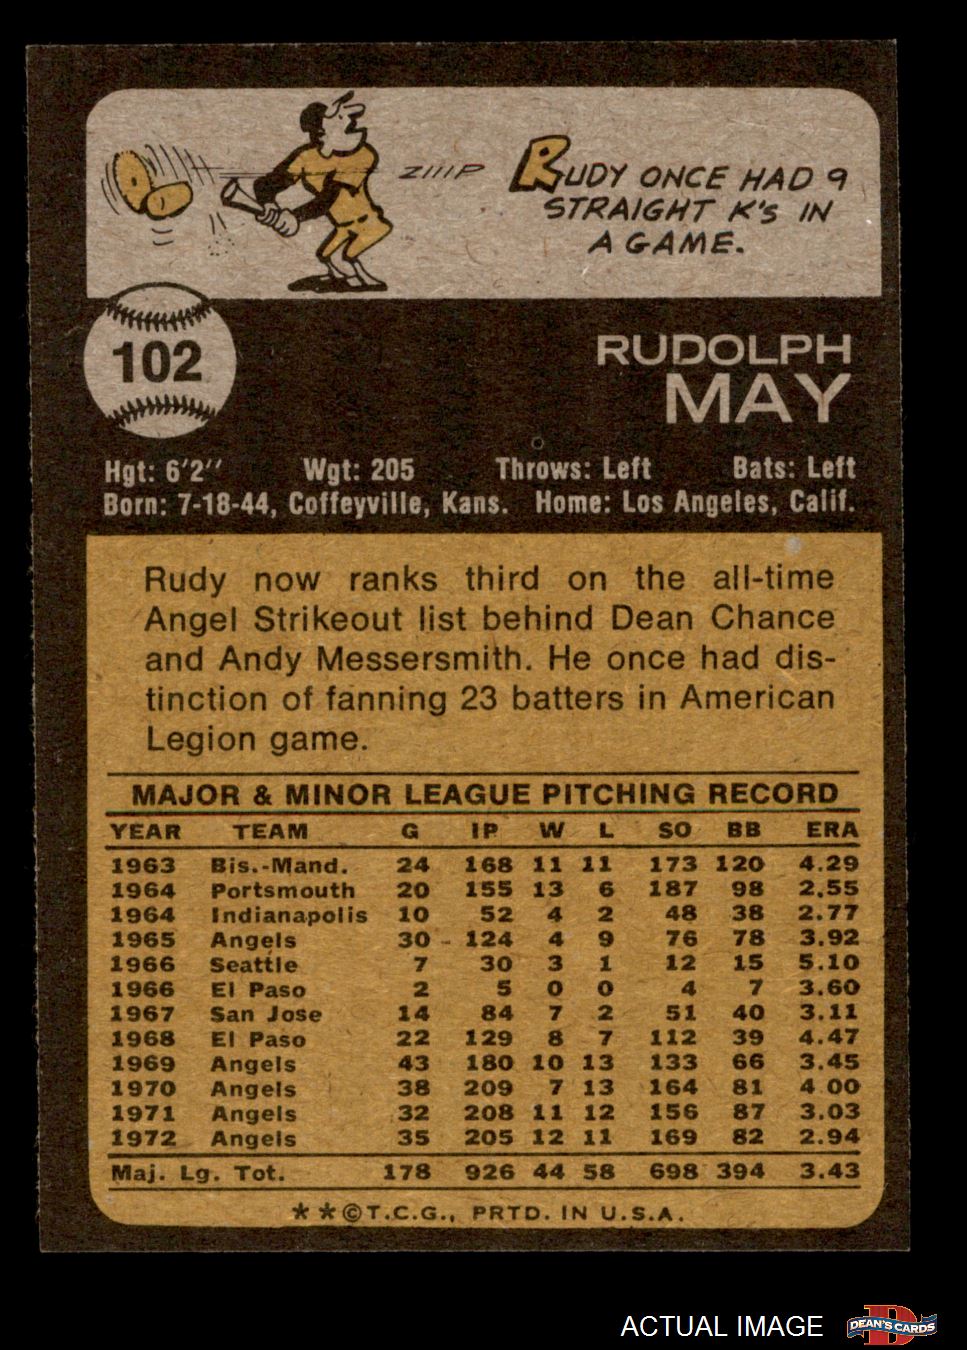 ZIIIP
RUDY ONCE HAD 9
STRAIGHT K'S IN
A GAME.
102
RUDOLPH
MAY
Hgt: 6'2'' Wgt: 205 Throws: Left Bats: Left
Born: 7-18-44, Coffeyville, Kans. Home: Los Angeles, Calif.
Rudy now ranks third on the all-time
Angel Strikeout list behind Dean Chance
and Andy Messersmith. He once had dis-
tinction of fanning 23 batters in American
Legion game.
MAJOR & MINOR LEAGUE PITCHING RECORD
YEAR TEAM G IP W L SO BB ERA
1963 Bis.-Mand. 24 168 11 11 173 120 4.29
1964 Portsmouth 20 155 13 6 187 98 2.55
1964 Indianapolis 10 52 4 2 48 38 2.77
1965 Angels 30 124 4 9 76 78 3.92
1966 Seattle 7 30 3 1 12 15 5.10
1966 El Paso 2 5 0 0 4 7 3.60
1967 San Jose 14 84 7 2 51 40 3.11
1968 El Paso 22 129 8 7 112 39 4.47
1969 Angels 43 180 10 13 133 66 3.45
1970 Angels 38 209 7 13 164 81 4.00
1971 Angels 32 208 11 12 156 87 3.03
1972 Angels 35 205 12 11 169 82 2.94
Maj. Lg. Tot. 178 926 44 58 698 394 3.43
**©T.C.G., PRTD. IN U.S.A.
ACTUAL IMAGE
D
DEAN'S CARDS